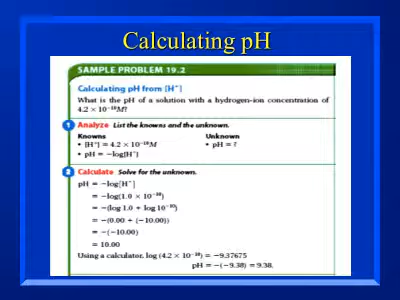 Calculating pH
SAMPLE PROBLEM 19.2
Calculating pH from [H⁺]
What is the pH of a solution with a hydrogen-ion concentration of
4.2 × 10⁻¹⁰M?
1 Analyze List the knowns and the unknown.
Knowns Unknown
• [H⁺] = 4.2 × 10⁻¹⁰M • pH = ?
• pH = −log[H⁺]
2 Calculate Solve for the unknown.
pH = −log[H⁺]
= −log(1.0 × 10⁻¹⁰)
= −(log 1.0 + log 10⁻¹⁰)
= −(0.00 + (−10.00))
= −(−10.00)
= 10.00
Using a calculator, log (4.2 × 10⁻¹⁰) = −9.37675
pH = −(−9.38) = 9.38.